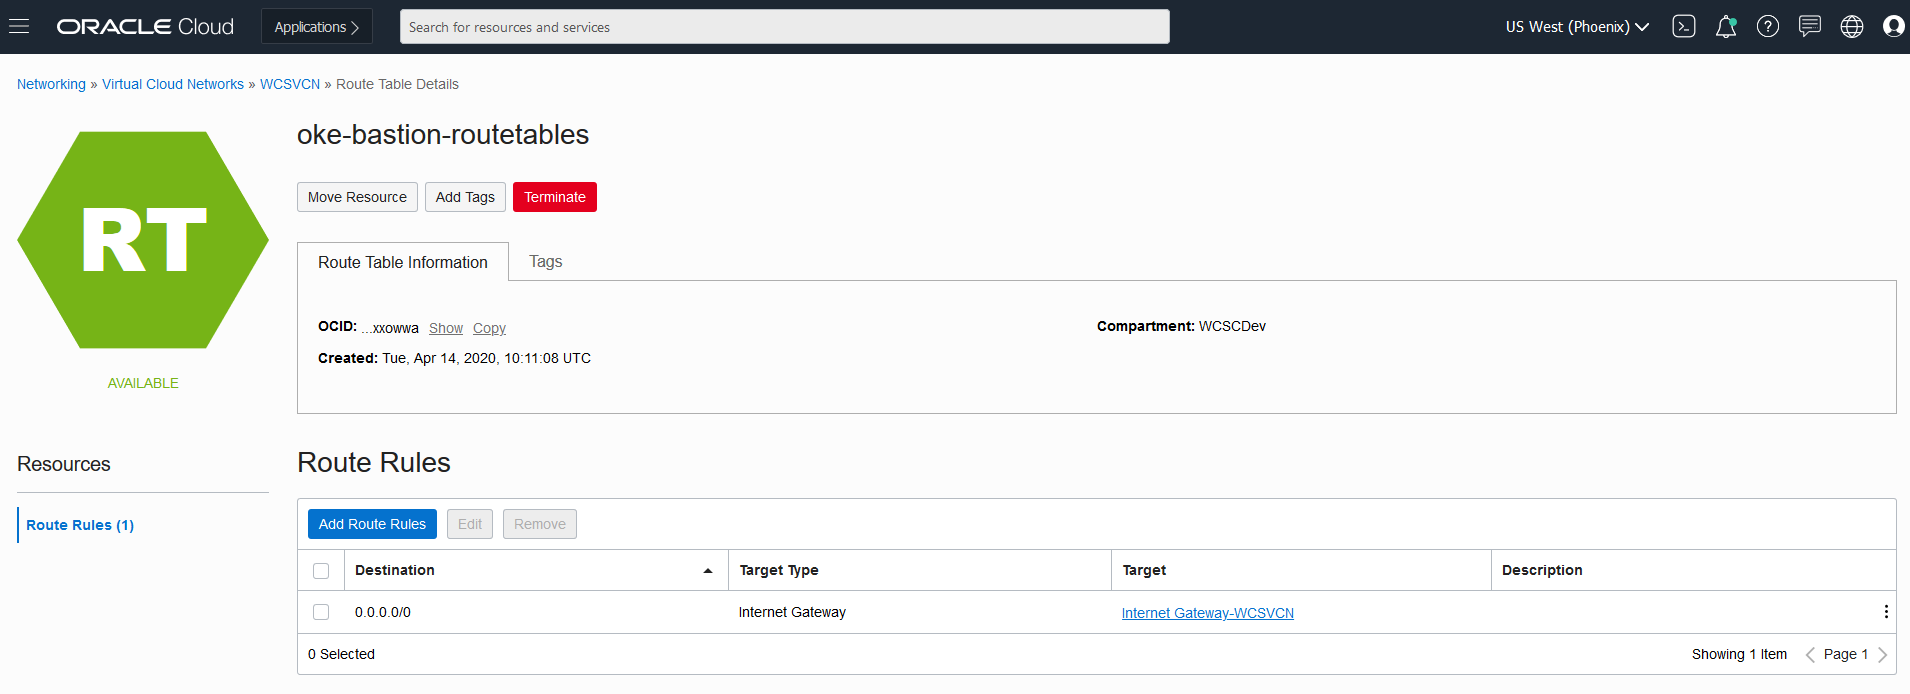 ORACLE Cloud
Applications
Search for resources and services
US West (Phoenix)
Networking » Virtual Cloud Networks » WCSVCN » Route Table Details
RT
AVAILABLE
oke-bastion-routetables
Move Resource
Add Tags
Terminate
Route Table Information
Tags
OCID: ...xxowwa Show Copy
Compartment: WCSCDev
Created: Tue, Apr 14, 2020, 10:11:08 UTC
Resources
Route Rules (1)
Route Rules
Add Route Rules
Edit
Remove
Destination Target Type Target Description
0.0.0.0/0 Internet Gateway Internet Gateway-WCSVCN
0 Selected
Showing 1 Item
Page 1